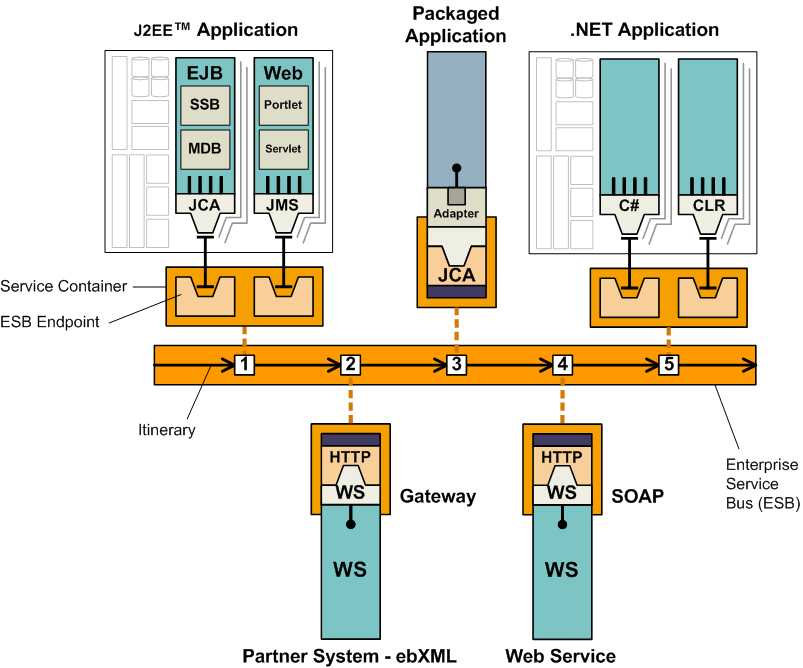 J2EE™ Application
Packaged
Application
.NET Application
EJB
SSB
MDB
JCA
Web
Portlet
Servlet
JMS
Adapter
JCA
C#
CLR
Service Container
ESB Endpoint
1
2
3
4
5
Itinerary
Enterprise
Service
Bus (ESB)
HTTP
WS
Gateway
WS
Partner System - ebXML
HTTP
WS
SOAP
WS
Web Service